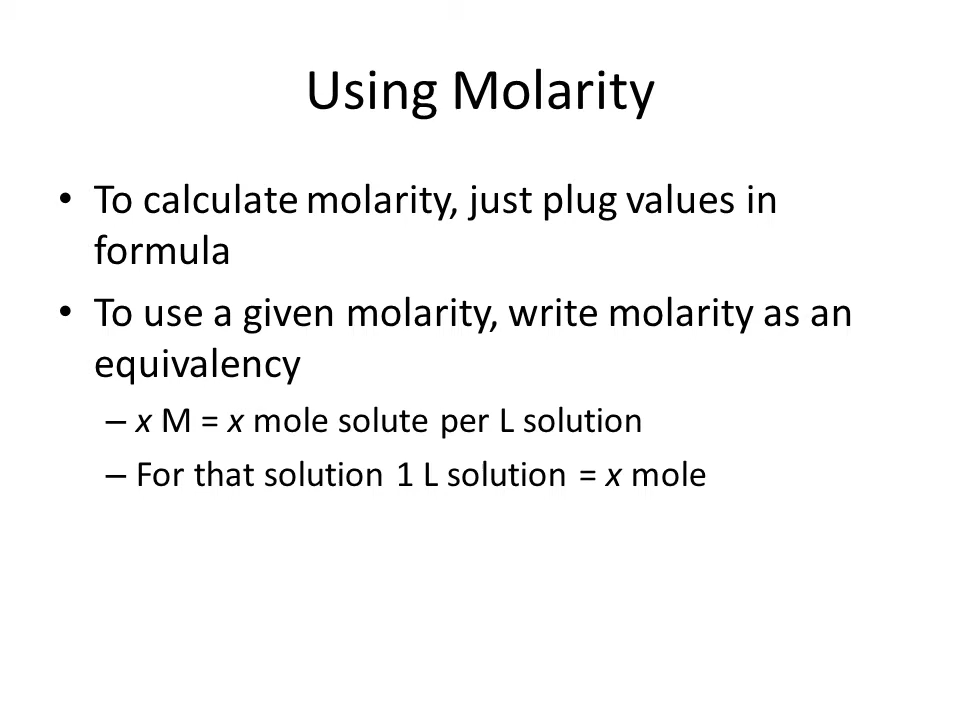 Using Molarity
• To calculate molarity, just plug values in
formula
• To use a given molarity, write molarity as an
equivalency
– x M = x mole solute per L solution
– For that solution 1 L solution = x mole